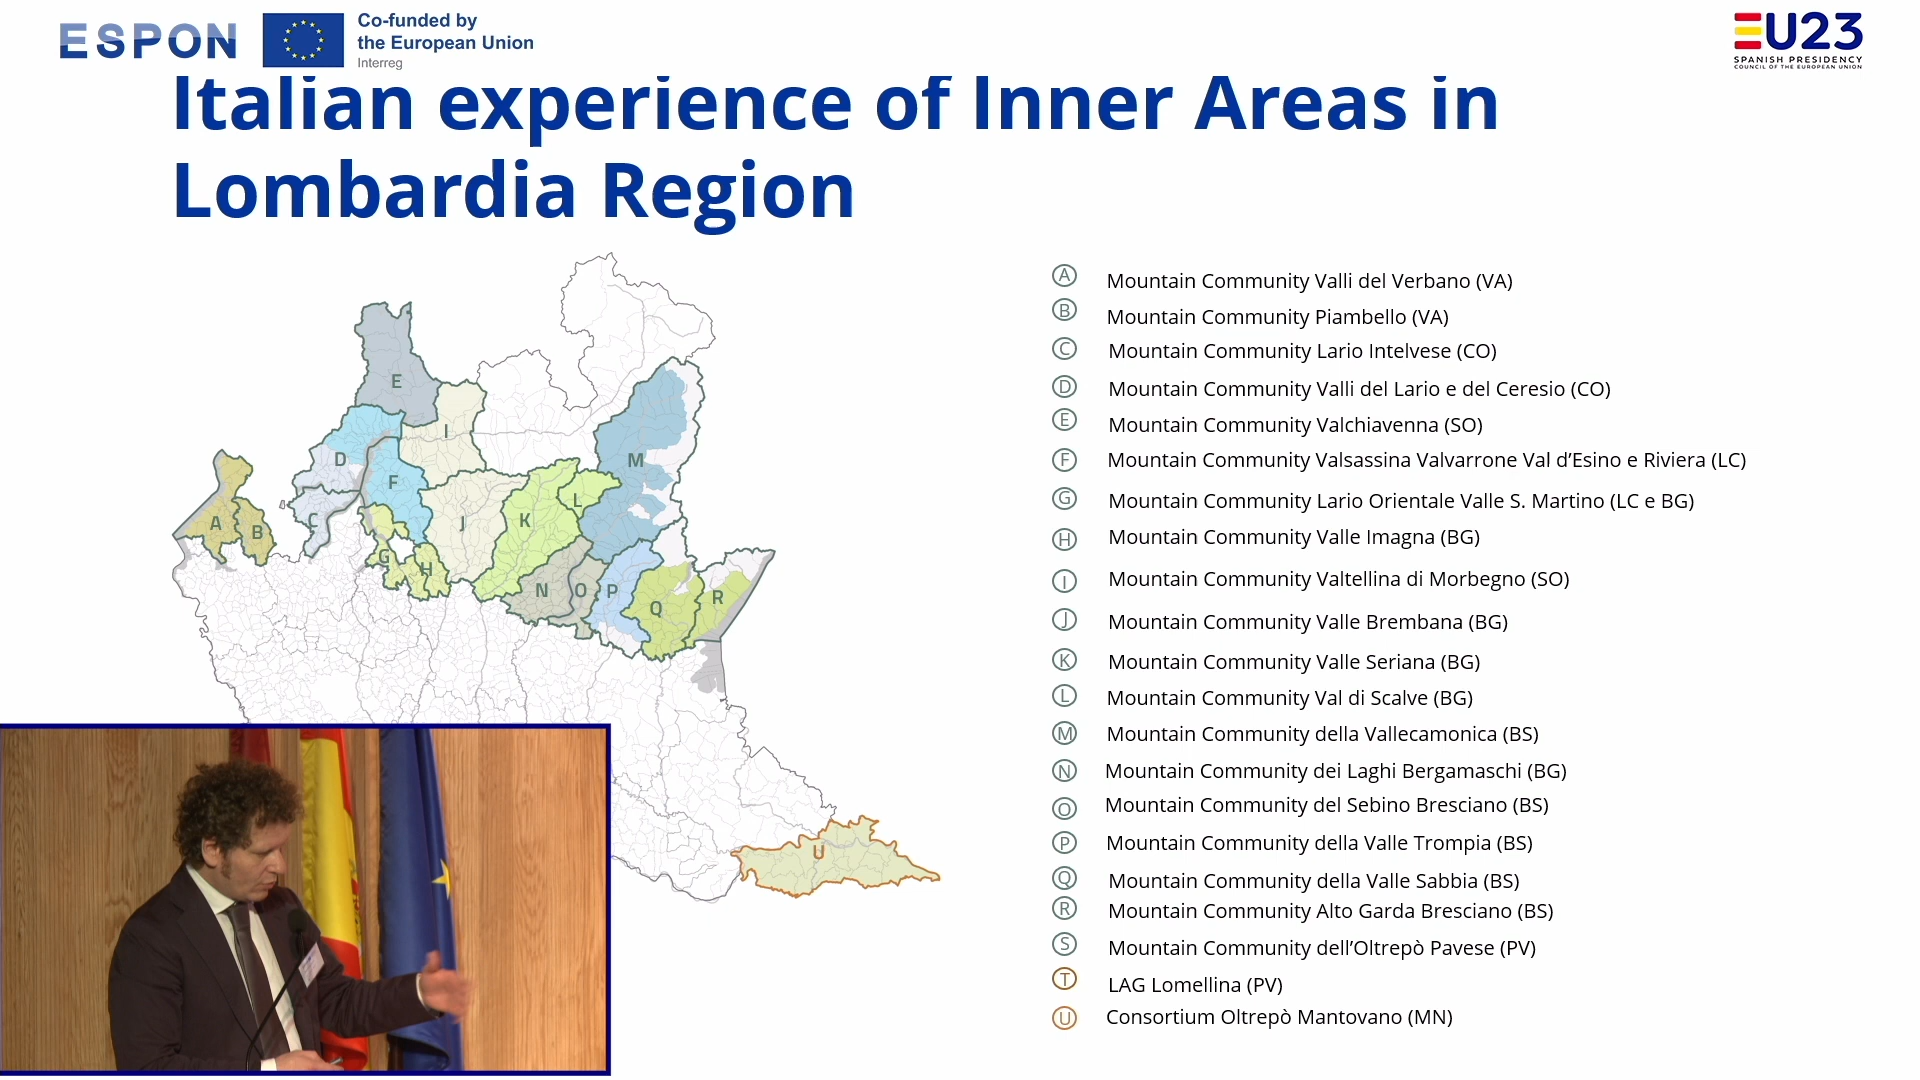 ESPON
Co-funded by
the European Union
Interreg
EU23
SPANISH PRESIDENCY
COUNCIL OF THE EUROPEAN UNION
Italian experience of Inner Areas in
Lombardia Region
E
I
D
M
F
L
A
B
C
J
K
G
H
N
O
P
Q
R
U
A Mountain Community Valli del Verbano (VA)
B Mountain Community Piambello (VA)
C Mountain Community Lario Intelvese (CO)
D Mountain Community Valli del Lario e del Ceresio (CO)
E Mountain Community Valchiavenna (SO)
F Mountain Community Valsassina Valvarrone Val d’Esino e Riviera (LC)
G Mountain Community Lario Orientale Valle S. Martino (LC e BG)
H Mountain Community Valle Imagna (BG)
I Mountain Community Valtellina di Morbegno (SO)
J Mountain Community Valle Brembana (BG)
K Mountain Community Valle Seriana (BG)
L Mountain Community Val di Scalve (BG)
M Mountain Community della Vallecamonica (BS)
N Mountain Community dei Laghi Bergamaschi (BG)
O Mountain Community del Sebino Bresciano (BS)
P Mountain Community della Valle Trompia (BS)
Q Mountain Community della Valle Sabbia (BS)
R Mountain Community Alto Garda Bresciano (BS)
S Mountain Community dell’Oltrepò Pavese (PV)
T LAG Lomellina (PV)
U Consortium Oltrepò Mantovano (MN)